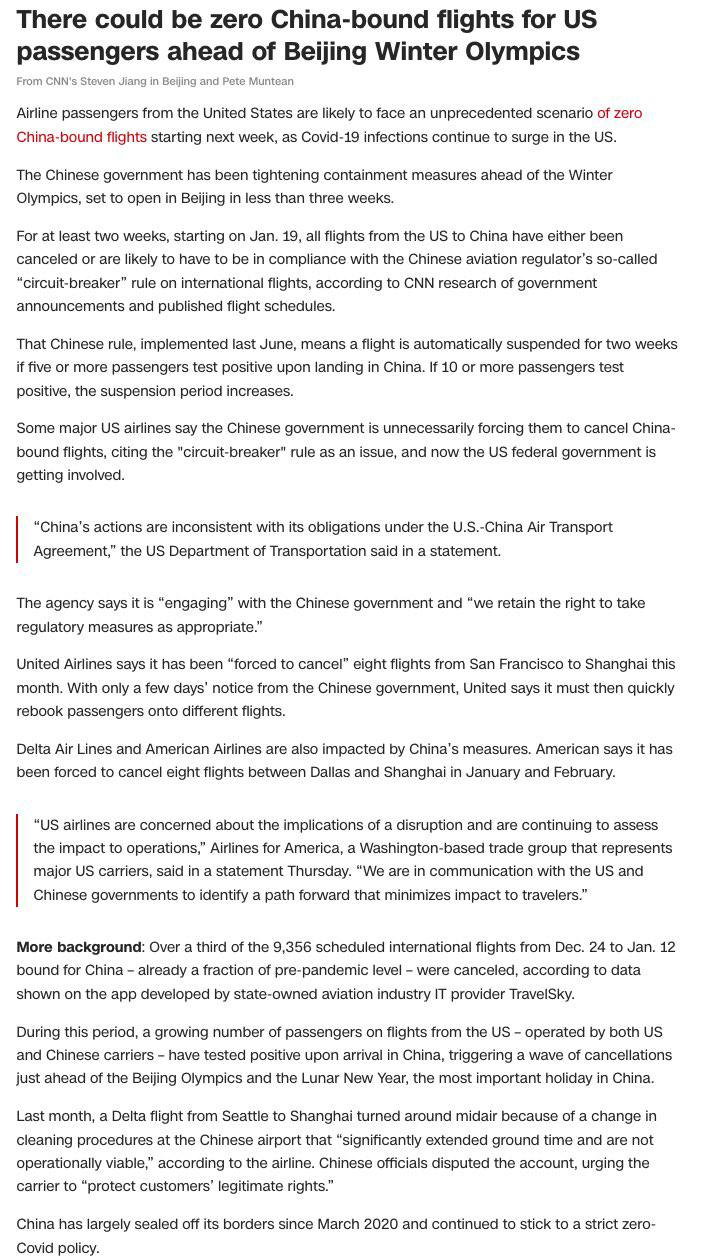 There could be zero China-bound flights for US
passengers ahead of Beijing Winter Olympics
From CNN's Steven Jiang in Beijing and Pete Muntean
Airline passengers from the United States are likely to face an unprecedented scenario of zero
China-bound flights starting next week, as Covid-19 infections continue to surge in the US.
The Chinese government has been tightening containment measures ahead of the Winter
Olympics, set to open in Beijing in less than three weeks.
For at least two weeks, starting on Jan. 19, all flights from the US to China have either been
canceled or are likely to have to be in compliance with the Chinese aviation regulator's so-called
“circuit-breaker” rule on international flights, according to CNN research of government
announcements and published flight schedules.
That Chinese rule, implemented last June, means a flight is automatically suspended for two weeks
if five or more passengers test positive upon landing in China. If 10 or more passengers test
positive, the suspension period increases.
Some major US airlines say the Chinese government is unnecessarily forcing them to cancel China-
bound flights, citing the "circuit-breaker" rule as an issue, and now the US federal government is
getting involved.
“China's actions are inconsistent with its obligations under the U.S.-China Air Transport
Agreement,” the US Department of Transportation said in a statement.
The agency says it is “engaging” with the Chinese government and “we retain the right to take
regulatory measures as appropriate.”
United Airlines says it has been “forced to cancel” eight flights from San Francisco to Shanghai this
month. With only a few days’ notice from the Chinese government, United says it must then quickly
rebook passengers onto different flights.
Delta Air Lines and American Airlines are also impacted by China's measures. American says it has
been forced to cancel eight flights between Dallas and Shanghai in January and February.
“US airlines are concerned about the implications of a disruption and are continuing to assess
the impact to operations,” Airlines for America, a Washington-based trade group that represents
major US carriers, said in a statement Thursday. “We are in communication with the US and
Chinese governments to identify a path forward that minimizes impact to travelers.”
More background: Over a third of the 9,356 scheduled international flights from Dec. 24 to Jan. 12
bound for China – already a fraction of pre-pandemic level – were canceled, according to data
shown on the app developed by state-owned aviation industry IT provider TravelSky.
During this period, a growing number of passengers on flights from the US – operated by both US
and Chinese carriers – have tested positive upon arrival in China, triggering a wave of cancellations
just ahead of the Beijing Olympics and the Lunar New Year, the most important holiday in China.
Last month, a Delta flight from Seattle to Shanghai turned around midair because of a change in
cleaning procedures at the Chinese airport that “significantly extended ground time and are not
operationally viable,” according to the airline. Chinese officials disputed the account, urging the
carrier to “protect customers’ legitimate rights.”
China has largely sealed off its borders since March 2020 and continued to stick to a strict zero-
Covid policy.